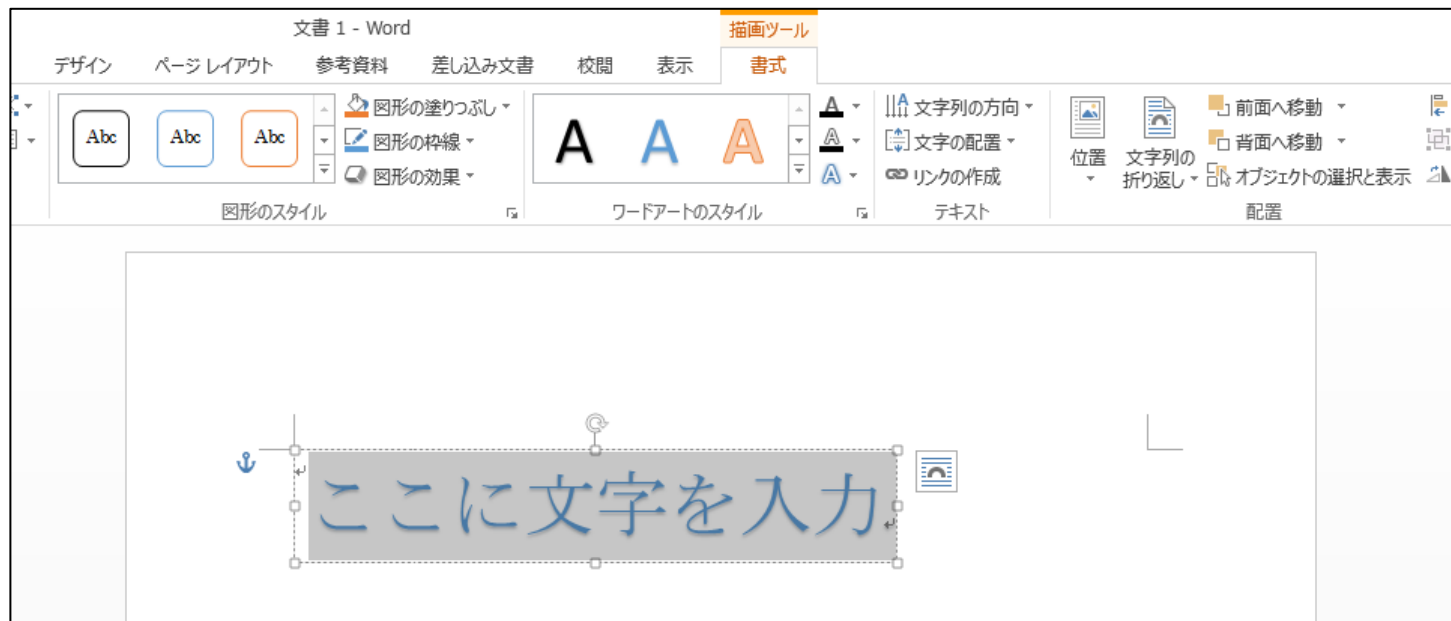 文書 1 - Word
描画ツール
デザイン ページ レイアウト 参考資料 差し込み文書 校閲 表示 書式
Abc Abc Abc
図形の塗りつぶし
図形の枠線
図形の効果
図形のスタイル
A A A
A
A
A
ワードアートのスタイル
文字列の方向
文字の配置
リンクの作成
テキスト
位置
文字列の
折り返し
前面へ移動
背面へ移動
オブジェクトの選択と表示
配置
ここに文字を入力